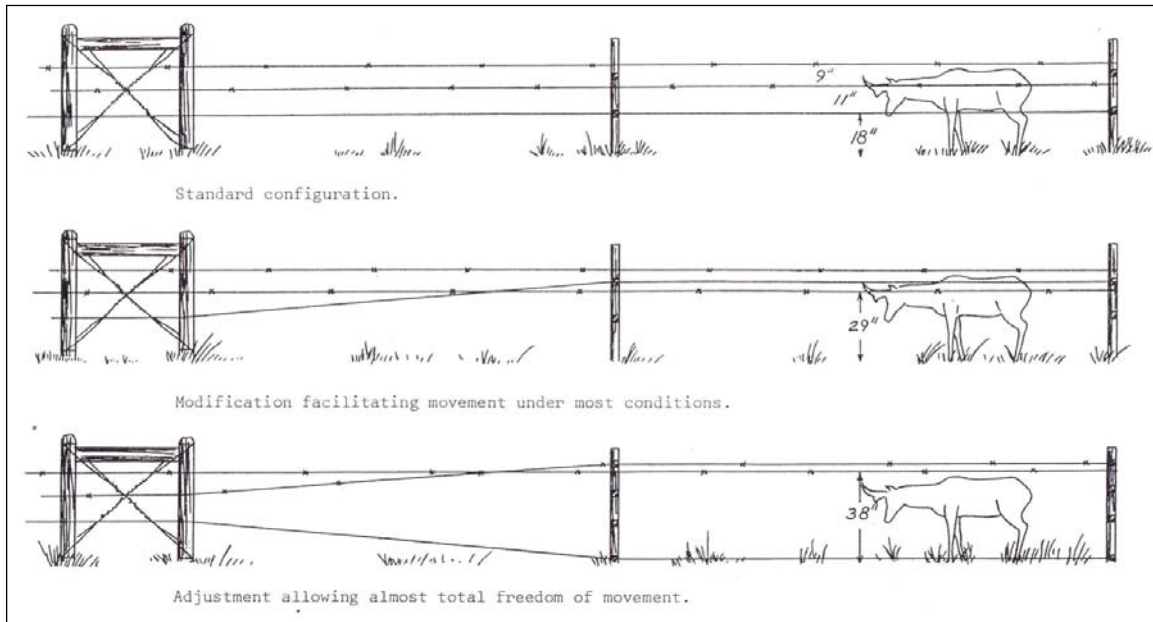 9"
11"
18"
Standard configuration.
29"
Modification facilitating movement under most conditions.
38"
Adjustment allowing almost total freedom of movement.